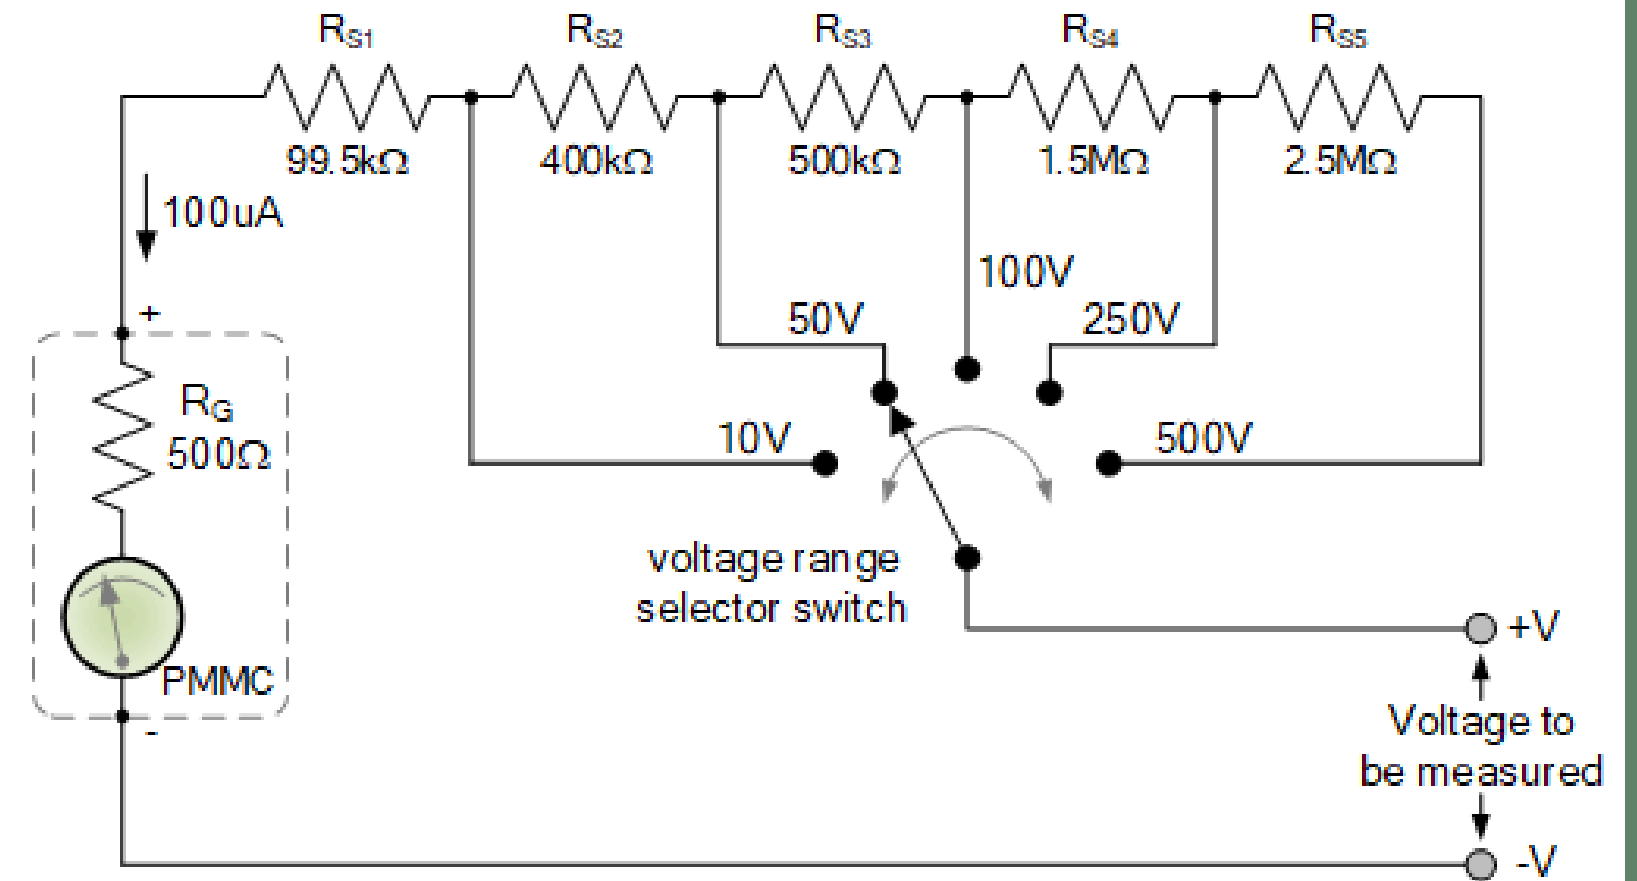 RS1 RS2 RS3 RS4 RS5
99.5kΩ 400kΩ 500kΩ 1.5MΩ 2.5MΩ
100uA
+
100V
50V 250V
RG
500Ω
10V 500V
voltage range
selector switch
PMMC
-
+V
Voltage to
be measured
-V